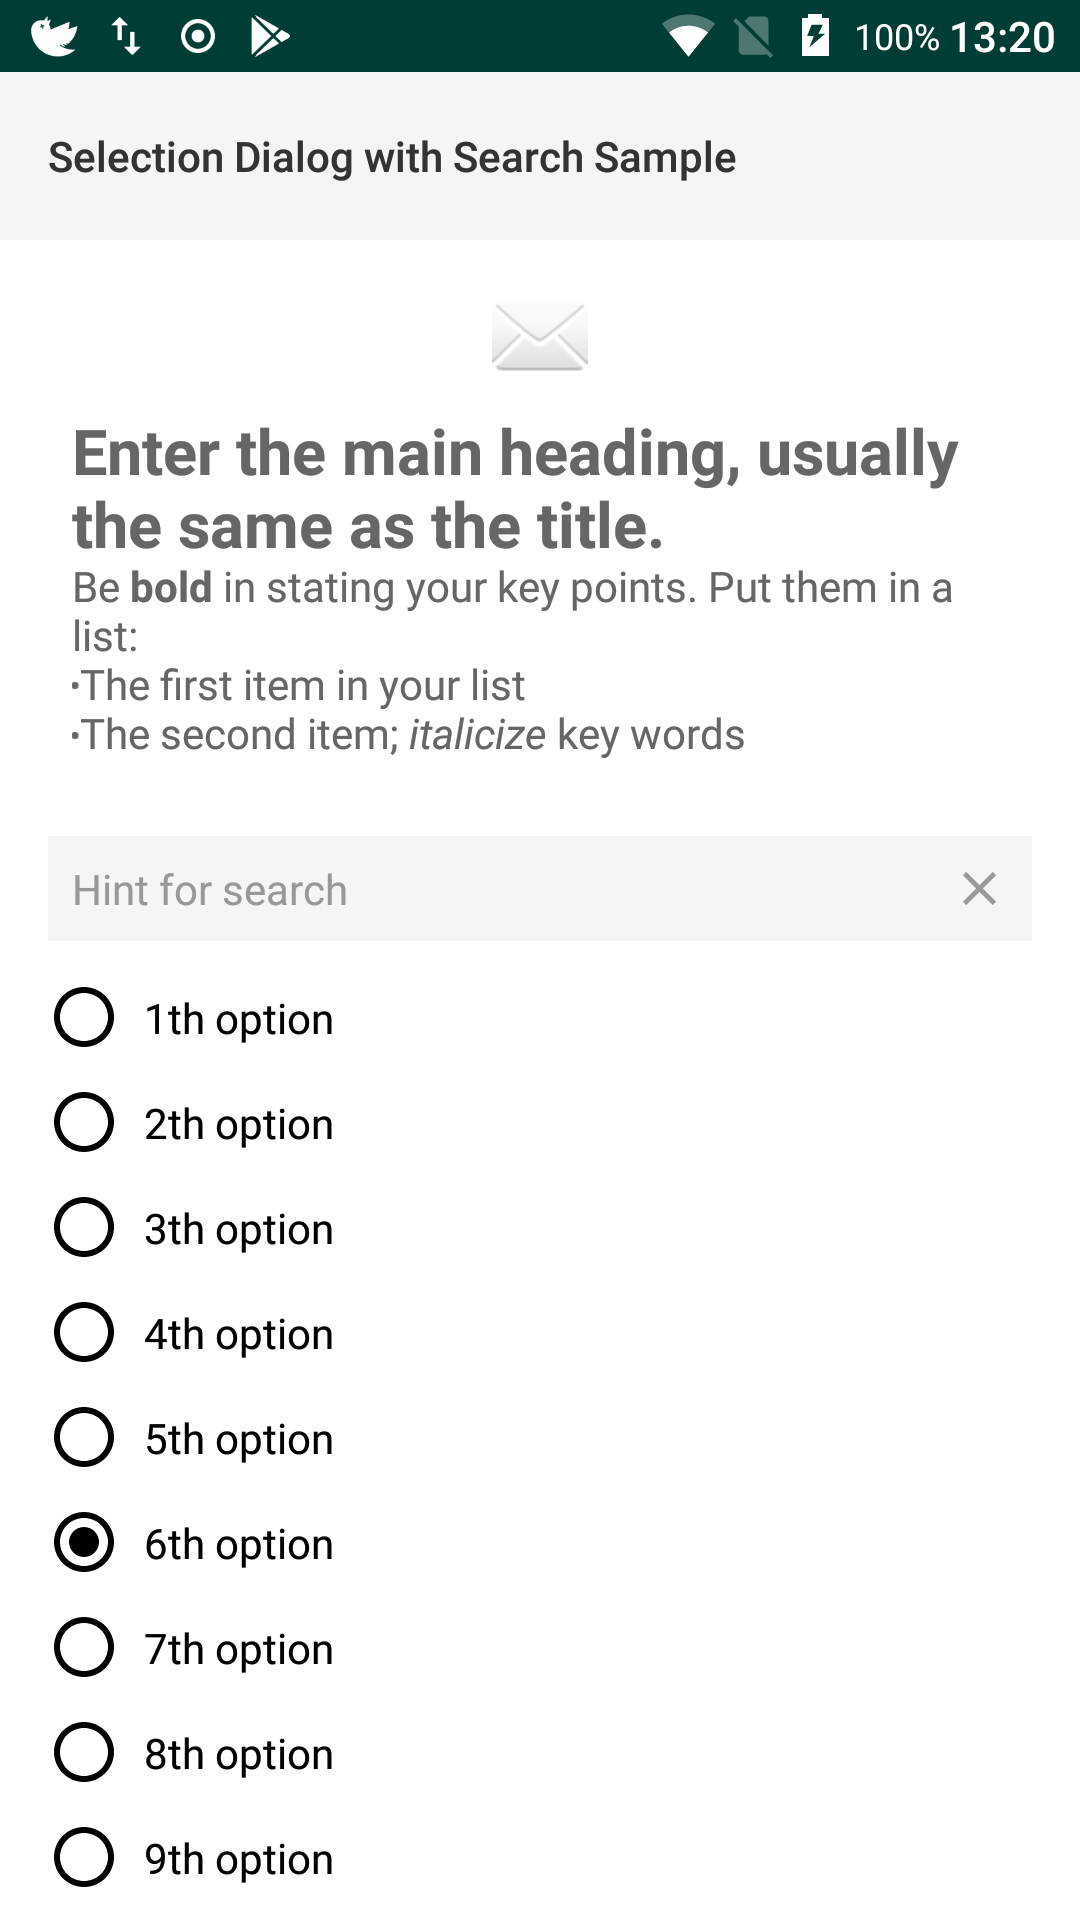 100% 13:20
Selection Dialog with Search Sample
Enter the main heading, usually
the same as the title.
Be bold in stating your key points. Put them in a
list:
·The first item in your list
·The second item; italicize key words
Hint for search
1th option
2th option
3th option
4th option
5th option
6th option
7th option
8th option
9th option